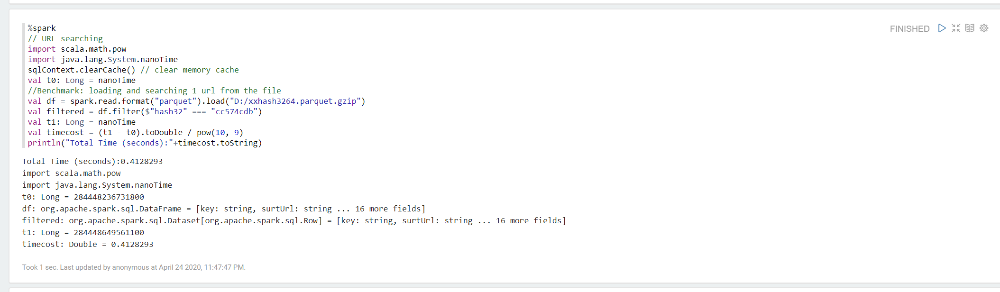 %spark
FINISHED
// URL searching
import scala.math.pow
import java.lang.System.nanoTime
sqlContext.clearCache() // clear memory cache
val t0: Long = nanoTime
//Benchmark: loading and searching 1 url from the file
val df = spark.read.format("parquet").load("D:/xxhash3264.parquet.gzip")
val filtered = df.filter($"hash32" === "cc574cdb")
val t1: Long = nanoTime
val timecost = (t1 - t0).toDouble / pow(10, 9)
println("Total Time (seconds):"+timecost.toString)
Total Time (seconds):0.4128293
import scala.math.pow
import java.lang.System.nanoTime
t0: Long = 284448236731800
df: org.apache.spark.sql.DataFrame = [key: string, surtUrl: string ... 16 more fields]
filtered: org.apache.spark.sql.Dataset[org.apache.spark.sql.Row] = [key: string, surtUrl: string ... 16 more fields]
t1: Long = 284448649561100
timecost: Double = 0.4128293
Took 1 sec. Last updated by anonymous at April 24 2020, 11:47:47 PM.